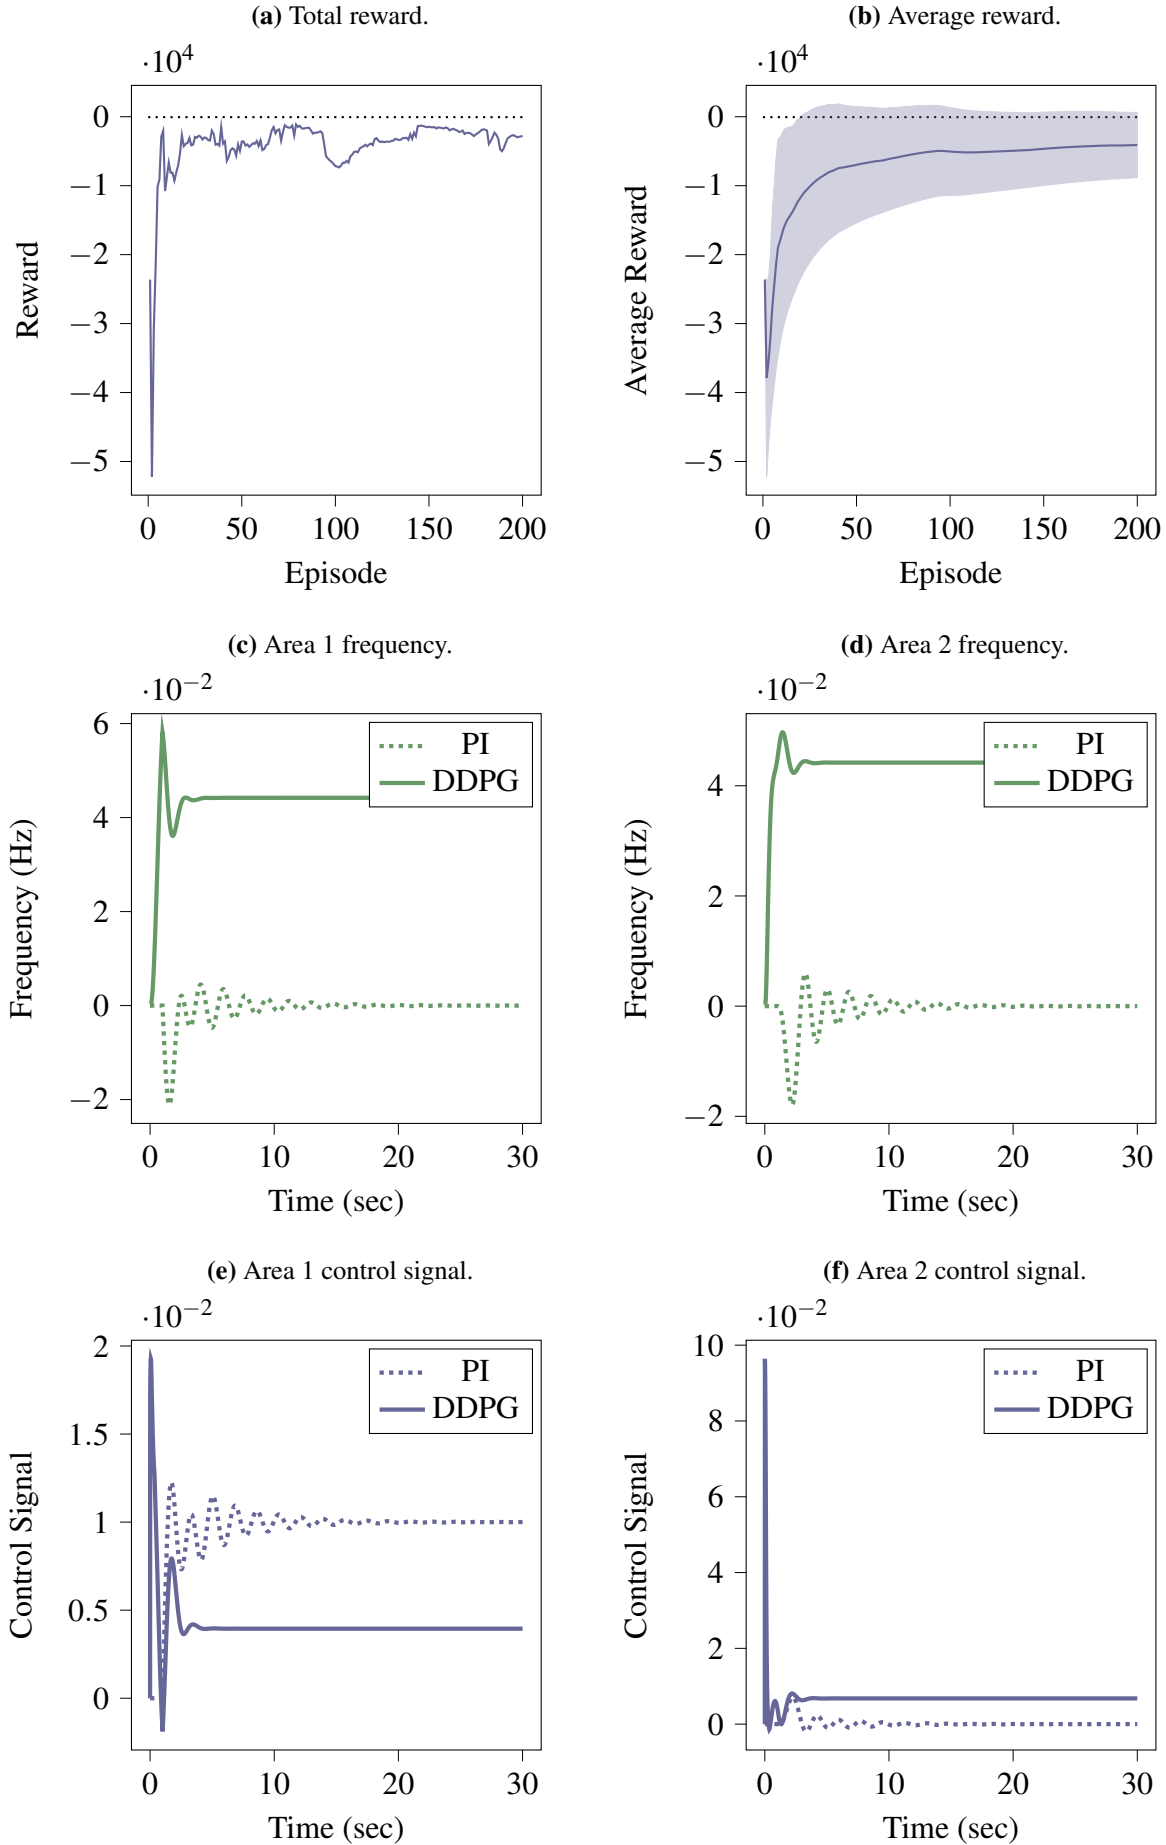 (a) Total reward.
·10⁴
0
−1
−2
−3
−4
−5
Reward
0 50 100 150 200
Episode
(b) Average reward.
·10⁴
0
−1
−2
−3
−4
−5
Average Reward
0 50 100 150 200
Episode
(c) Area 1 frequency.
·10⁻²
6
4
2
0
−2
Frequency (Hz)
PI
DDPG
0 10 20 30
Time (sec)
(d) Area 2 frequency.
·10⁻²
4
2
0
−2
Frequency (Hz)
PI
DDPG
0 10 20 30
Time (sec)
(e) Area 1 control signal.
·10⁻²
2
1.5
1
0.5
0
Control Signal
PI
DDPG
0 10 20 30
Time (sec)
(f) Area 2 control signal.
·10⁻²
10
8
6
4
2
0
Control Signal
PI
DDPG
0 10 20 30
Time (sec)